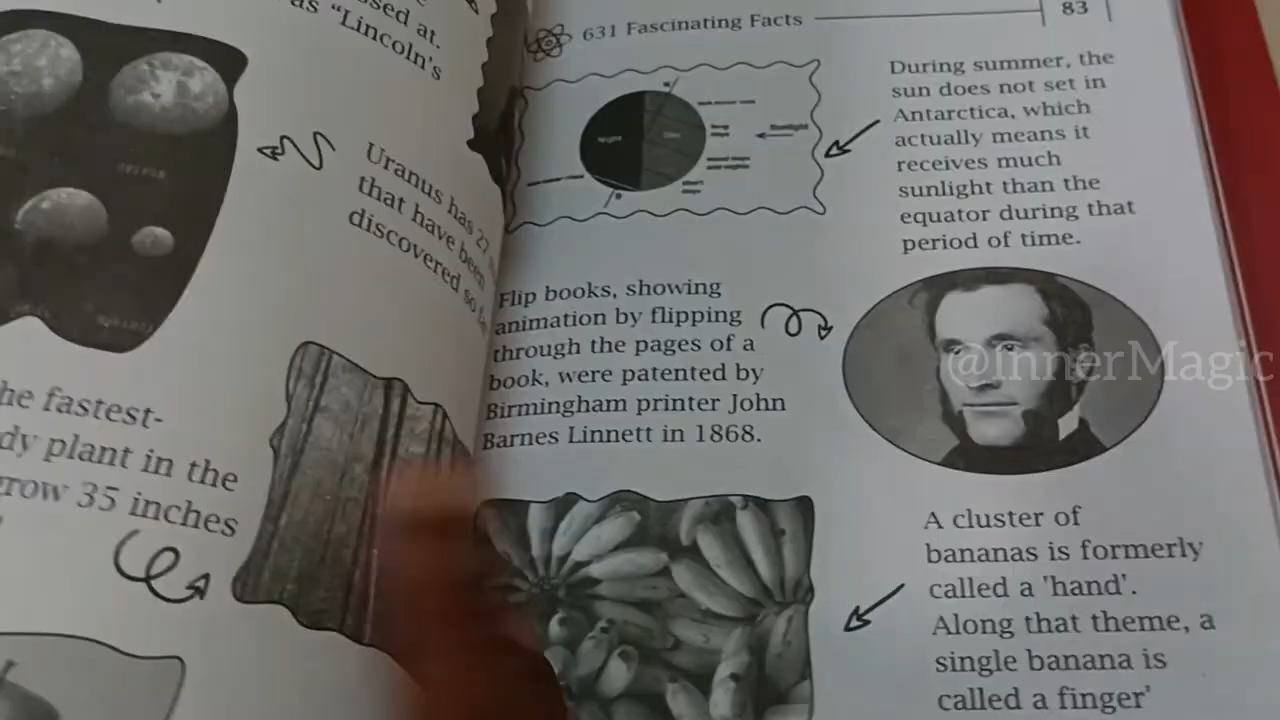 ssed at.
as "Lincoln's
Uranus has 27
that have been
discovered so
he fastest-
dy plant in the
row 35 inches
631 Fascinating Facts
83
Night
Sunlight
During summer, the
sun does not set in
Antarctica, which
actually means it
receives much
sunlight than the
equator during that
period of time.
Flip books, showing
animation by flipping
through the pages of a
book, were patented by
Birmingham printer John
Barnes Linnett in 1868.
@InnerMagic
A cluster of
bananas is formerly
called a 'hand'.
Along that theme, a
single banana is
called a finger'